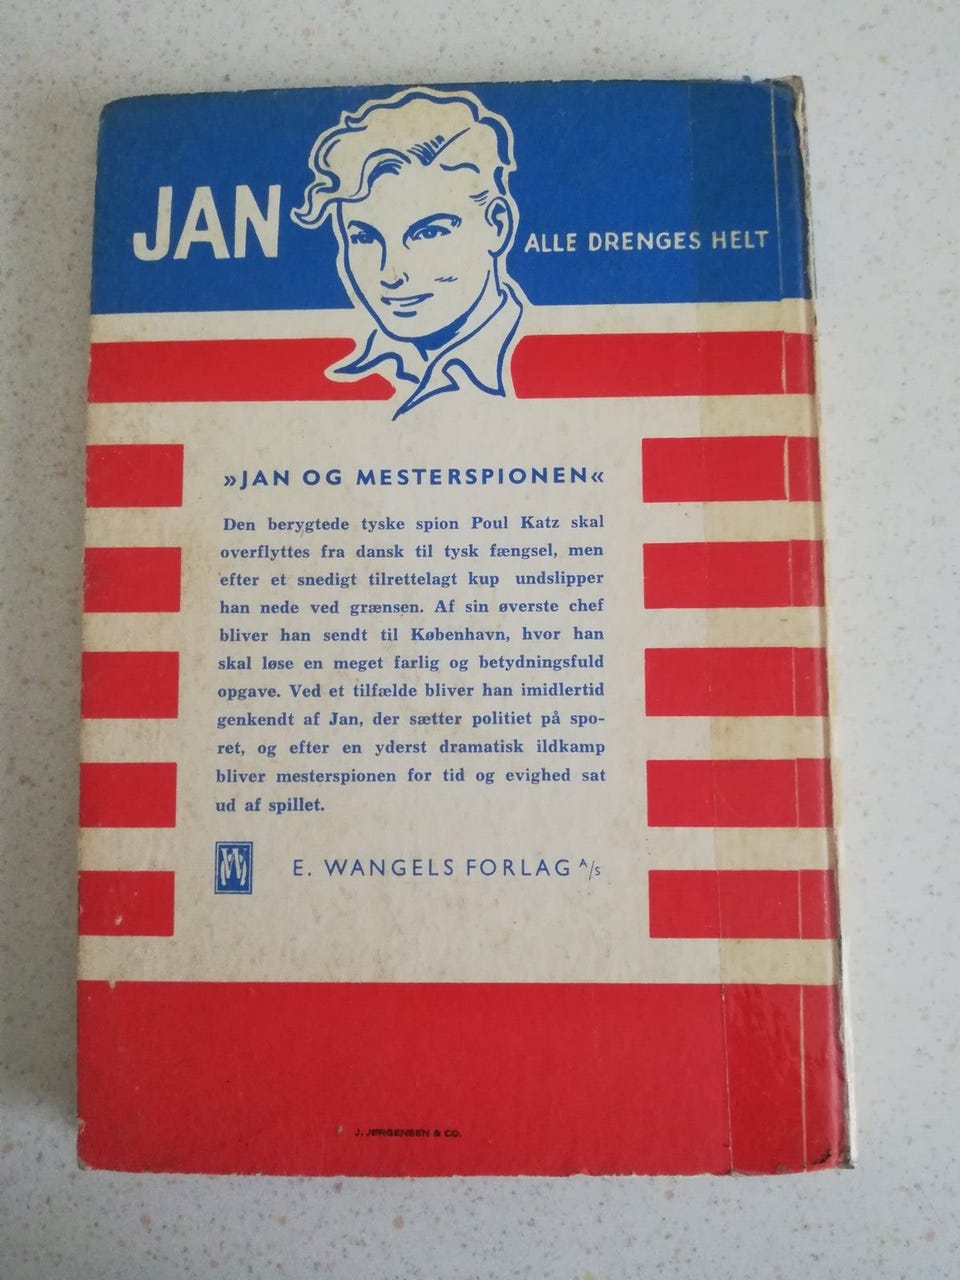 JAN
ALLE DRENGES HELT
»JAN OG MESTERSPIONEN«
Den berygtede tyske spion Poul Katz skal
overflyttes fra dansk til tysk fængsel, men
efter et snedigt tilrettelagt kup undslipper
han nede ved grænsen. Af sin øverste chef
bliver han sendt til København, hvor han
skal løse en meget farlig og betydningsfuld
opgave. Ved et tilfælde bliver han imidlertid
genkendt af Jan, der sætter politiet på spo-
ret, og efter en yderst dramatisk ildkamp
bliver mesterspionen for tid og evighed sat
ud af spillet.
E. WANGELS FORLAG A/S
J. JØRGENSEN & CO.